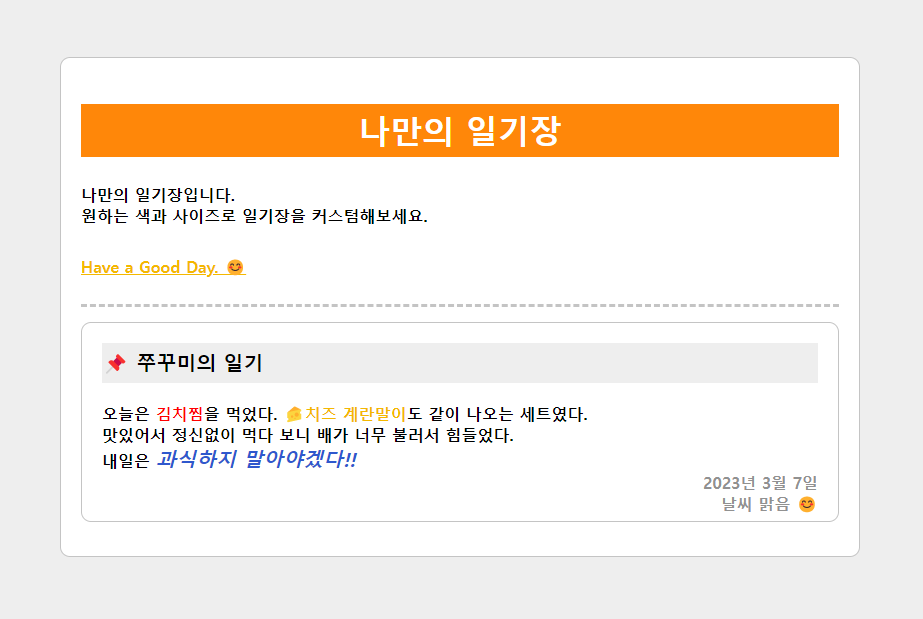 나만의 일기장
나만의 일기장입니다.
원하는 색과 사이즈로 일기장을 커스텀해보세요.
Have a Good Day. 😊
📌 쭈꾸미의 일기
오늘은 김치찜을 먹었다. 🧀치즈 계란말이도 같이 나오는 세트였다.
맛있어서 정신없이 먹다 보니 배가 너무 불러서 힘들었다.
내일은 과식하지 말아야겠다!!
2023년 3월 7일
날씨 맑음 😊